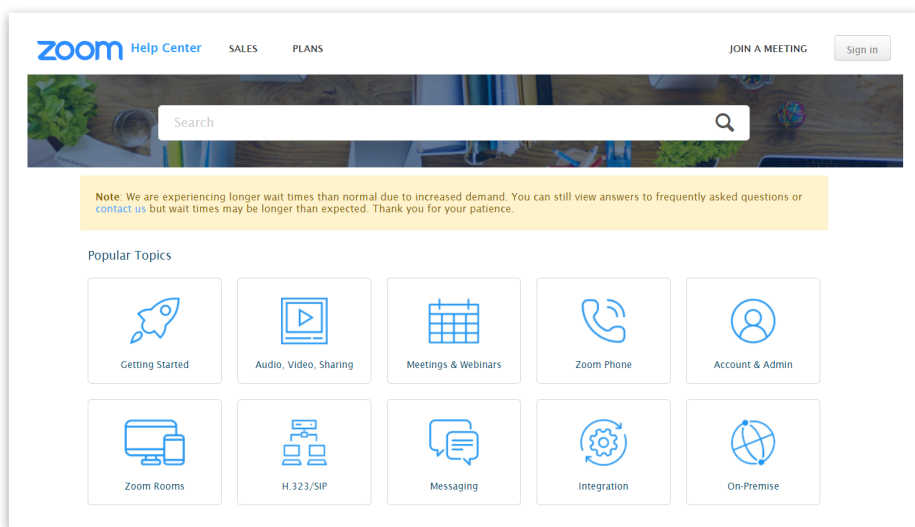 zoom Help Center SALES PLANS JOIN A MEETING Sign in
Search
Note: We are experiencing longer wait times than normal due to increased demand. You can still view answers to frequently asked questions or
contact us but wait times may be longer than expected. Thank you for your patience.
Popular Topics
Getting Started Audio, Video, Sharing Meetings & Webinars Zoom Phone Account & Admin
Zoom Rooms H.323/SIP Messaging Integration On-Premise